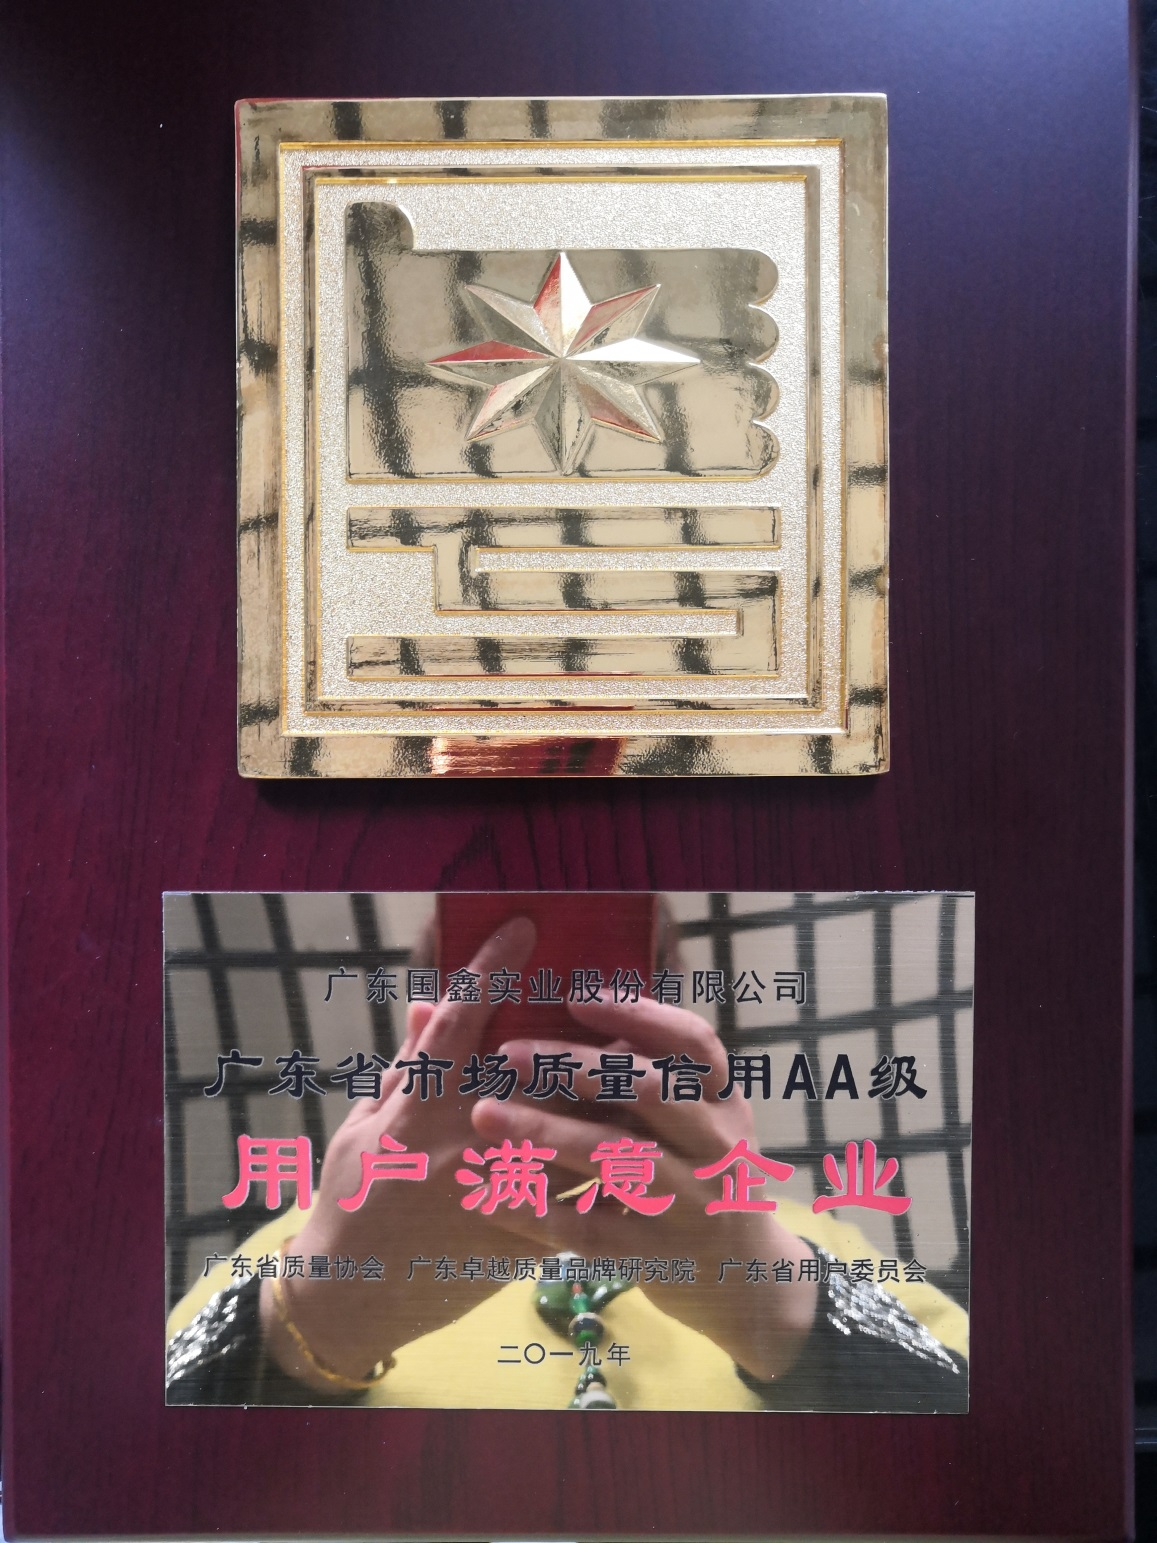 广东国鑫实业股份有限公司
广东省市场质量信用AA级
用户满意企业
广东省质量协会 广东卓越质量品牌研究院 广东省用户委员会
二〇一九年